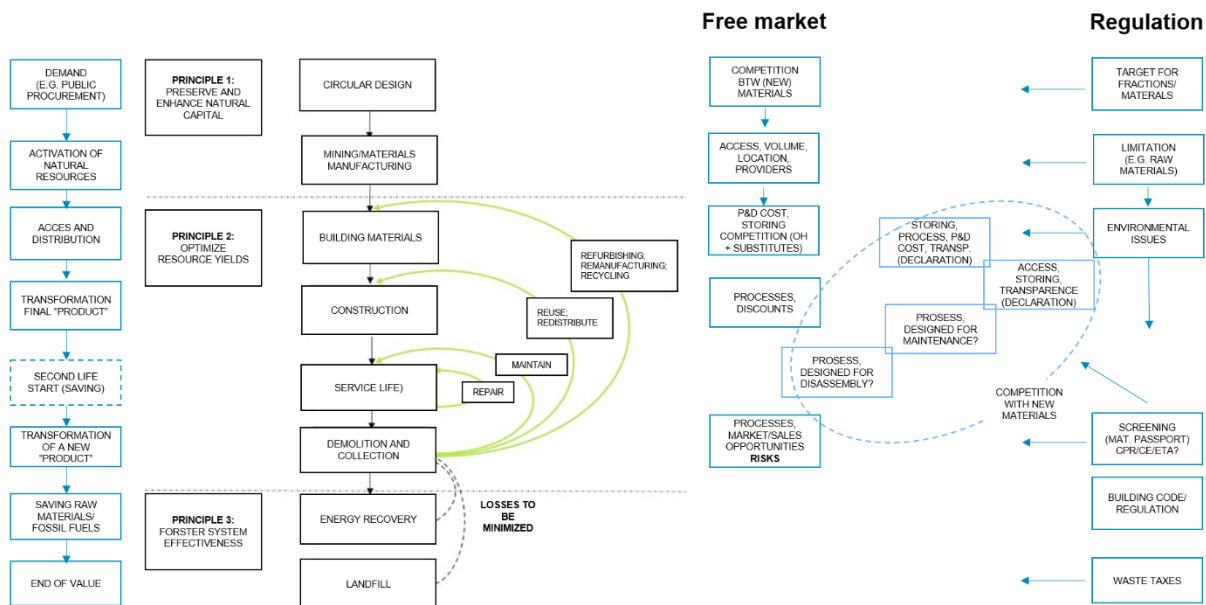 Free market
Regulation
DEMAND
(E.G. PUBLIC
PROCUREMENT)
ACTIVATION OF
NATURAL
RESOURCES
ACCES AND
DISTRIBUTION
TRANSFORMATION
FINAL "PRODUCT"
SECOND LIFE
START (SAVING)
TRANSFORMATION
OF A NEW
"PRODUCT"
SAVING RAW
MATERIALS/
FOSSIL FUELS
END OF VALUE
PRINCIPLE 1:
PRESERVE AND
ENHANCE NATURAL
CAPITAL
PRINCIPLE 2:
OPTIMIZE
RESOURCE YIELDS
PRINCIPLE 3:
FORSTER SYSTEM
EFFECTIVENESS
CIRCULAR DESIGN
MINING/MATERIALS
MANUFACTURING
BUILDING MATERIALS
CONSTRUCTION
SERVICE LIFE)
DEMOLITION AND
COLLECTION
ENERGY RECOVERY
LANDFILL
REFURBISHING;
REMANUFACTURING;
RECYCLING
REUSE;
REDISTRIBUTE
MAINTAIN
REPAIR
LOSSES TO
BE
MINIMIZED
COMPETITION
BTW (NEW)
MATERIALS
ACCESS, VOLUME,
LOCATION,
PROVIDERS
P&D COST,
STORING
COMPETITION (OH
+ SUBSTITUTES)
PROCESSES,
DISCOUNTS
PROCESSES,
MARKET/SALES
OPPORTUNITIES
RISKS
STORING,
PROCESS, P&D
COST, TRANSP.
(DECLARATION)
ACCESS,
STORING,
TRANSPARENCE
(DECLARATION)
PROSESS,
DESIGNED FOR
MAINTENANCE?
PROSESS,
DESIGNED FOR
DISASSEMBLY?
COMPETITION
WITH NEW
MATERIALS
TARGET FOR
FRACTIONS/
MATERALS
LIMITATION
(E.G. RAW
MATERIALS)
ENVIRONMENTAL
ISSUES
SCREENING
(MAT. PASSPORT)
CPR/CE/ETA?
BUILDING CODE/
REGULATION
WASTE TAXES